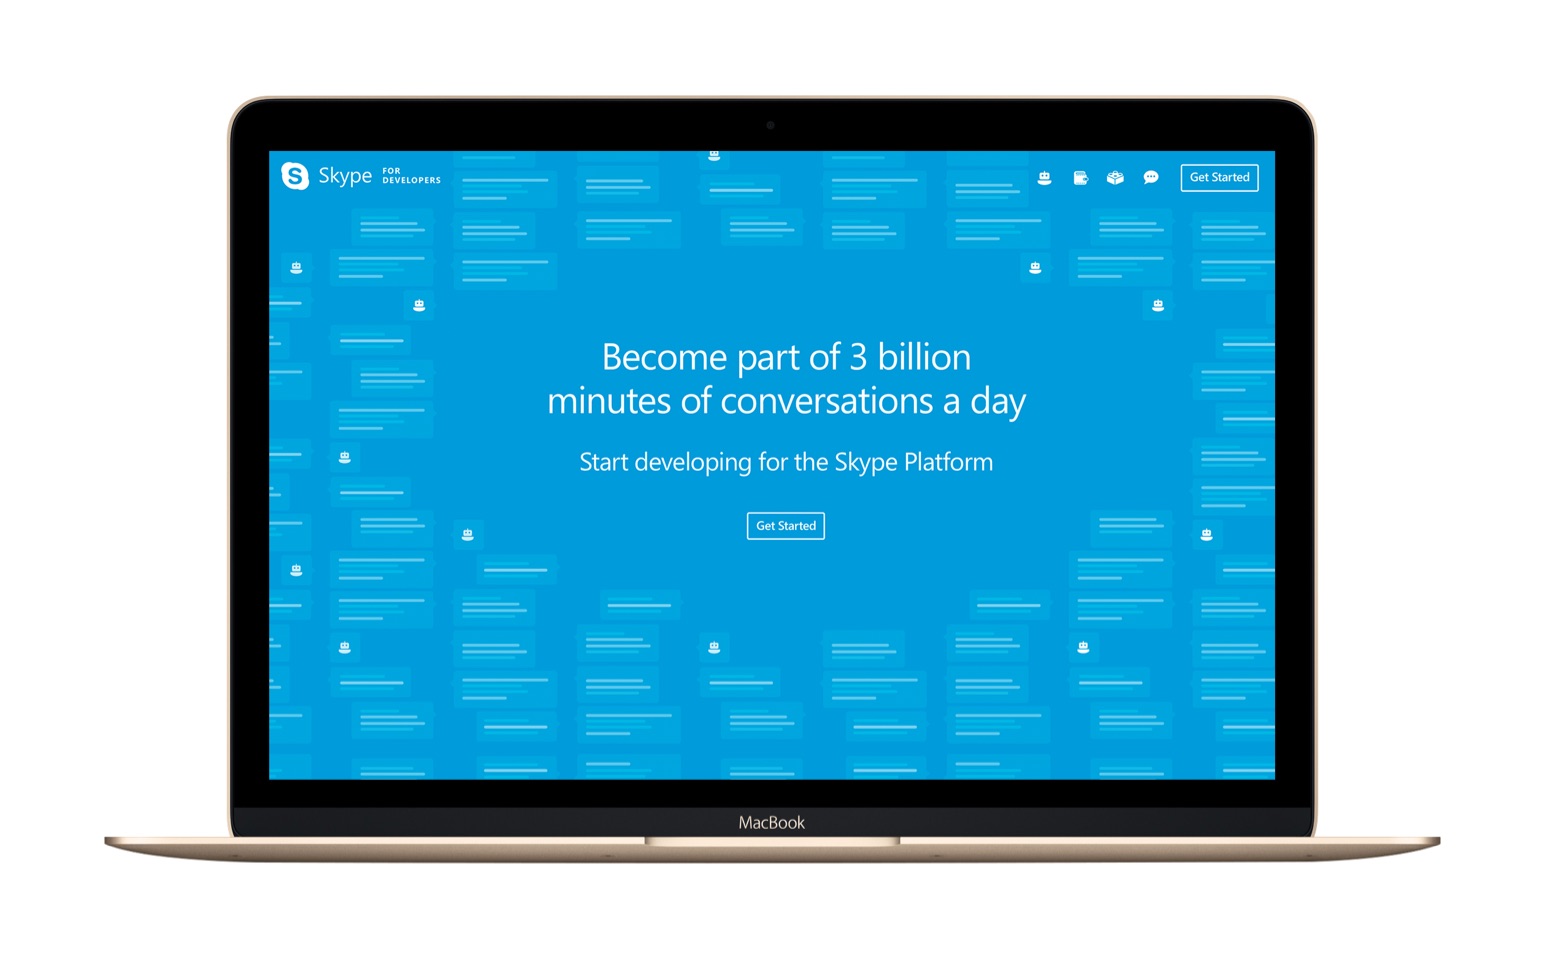 Skype FOR DEVELOPERS
Get Started
Become part of 3 billion
minutes of conversations a day
Start developing for the Skype Platform
Get Started
MacBook